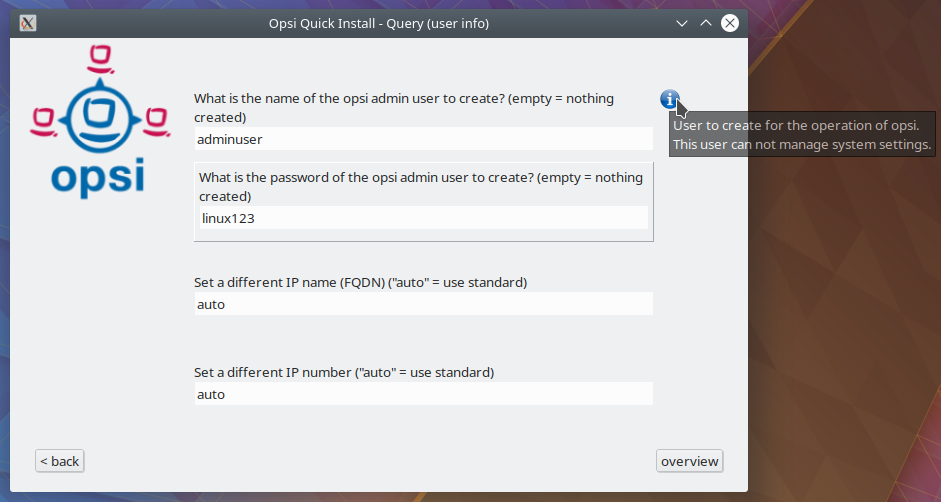 Opsi Quick Install - Query (user info)
opsi
What is the name of the opsi admin user to create? (empty = nothing
created)
adminuser
User to create for the operation of opsi.
This user can not manage system settings.
What is the password of the opsi admin user to create? (empty = nothing
created)
linux123
Set a different IP name (FQDN) ("auto" = use standard)
auto
Set a different IP number ("auto" = use standard)
auto
< back
overview